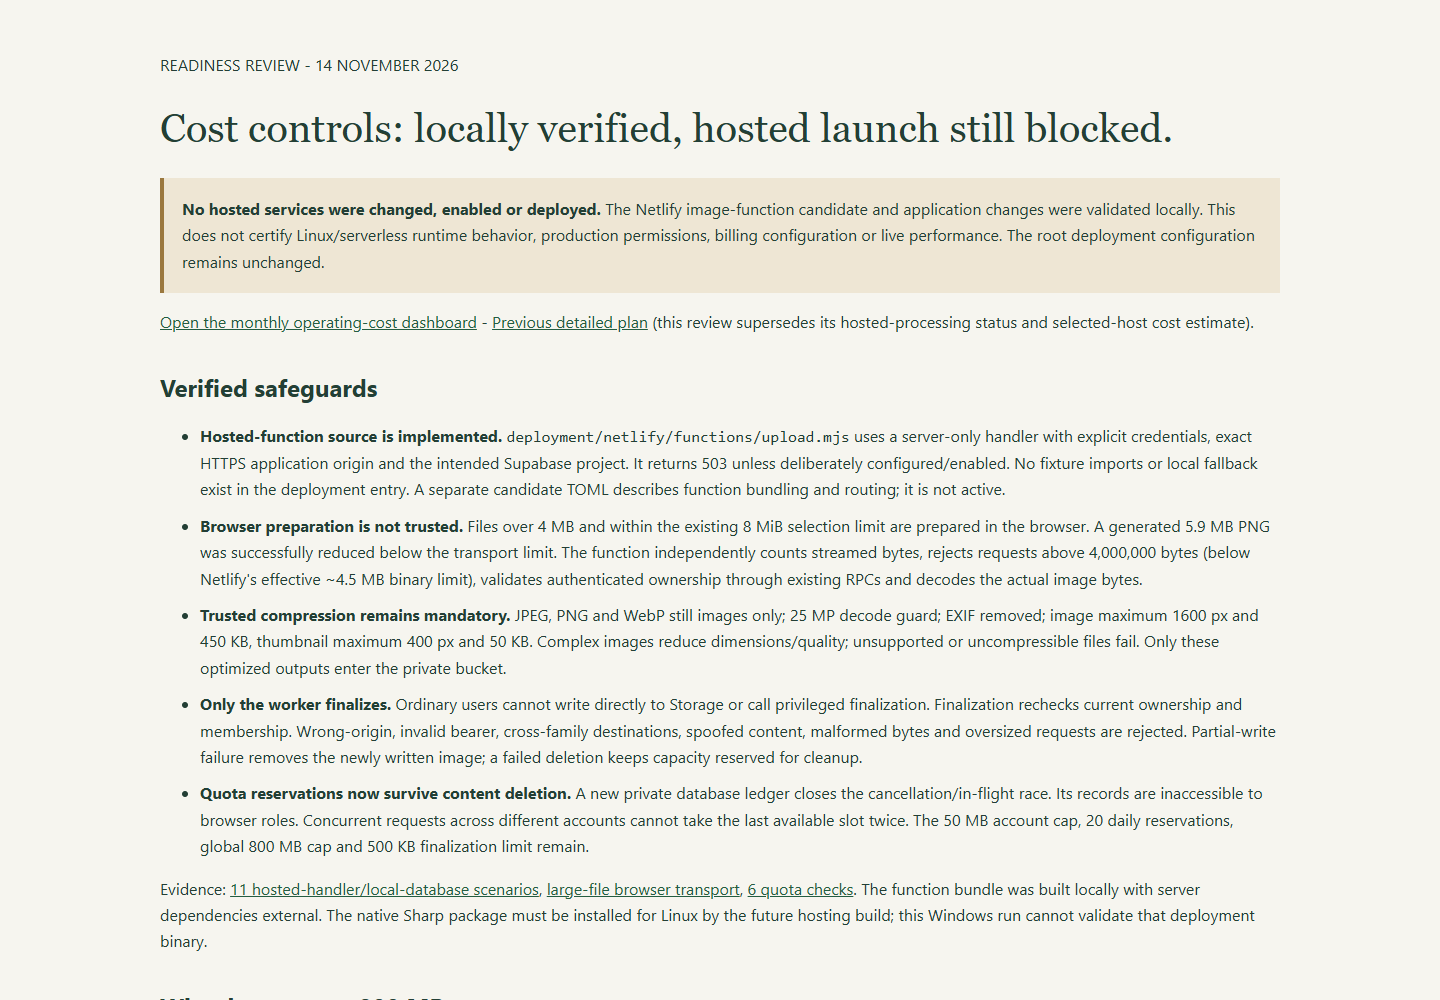 READINESS REVIEW - 14 NOVEMBER 2026
Cost controls: locally verified, hosted launch still blocked.
No hosted services were changed, enabled or deployed. The Netlify image-function candidate and application changes were validated locally. This
does not certify Linux/serverless runtime behavior, production permissions, billing configuration or live performance. The root deployment configuration
remains unchanged.
Open the monthly operating-cost dashboard - Previous detailed plan (this review supersedes its hosted-processing status and selected-host cost estimate).
Verified safeguards
• Hosted-function source is implemented. deployment/netlify/functions/upload.mjs uses a server-only handler with explicit credentials, exact
HTTPS application origin and the intended Supabase project. It returns 503 unless deliberately configured/enabled. No fixture imports or local fallback
exist in the deployment entry. A separate candidate TOML describes function bundling and routing; it is not active.
• Browser preparation is not trusted. Files over 4 MB and within the existing 8 MiB selection limit are prepared in the browser. A generated 5.9 MB PNG
was successfully reduced below the transport limit. The function independently counts streamed bytes, rejects requests above 4,000,000 bytes (below
Netlify's effective ~4.5 MB binary limit), validates authenticated ownership through existing RPCs and decodes the actual image bytes.
• Trusted compression remains mandatory. JPEG, PNG and WebP still images only; 25 MP decode guard; EXIF removed; image maximum 1600 px and
450 KB, thumbnail maximum 400 px and 50 KB. Complex images reduce dimensions/quality; unsupported or uncompressible files fail. Only these
optimized outputs enter the private bucket.
• Only the worker finalizes. Ordinary users cannot write directly to Storage or call privileged finalization. Finalization rechecks current ownership and
membership. Wrong-origin, invalid bearer, cross-family destinations, spoofed content, malformed bytes and oversized requests are rejected. Partial-write
failure removes the newly written image; a failed deletion keeps capacity reserved for cleanup.
• Quota reservations now survive content deletion. A new private database ledger closes the cancellation/in-flight race. Its records are inaccessible to
browser roles. Concurrent requests across different accounts cannot take the last available slot twice. The 50 MB account cap, 20 daily reservations,
global 800 MB cap and 500 KB finalization limit remain.
Evidence: 11 hosted-handler/local-database scenarios, large-file browser transport, 6 quota checks. The function bundle was built locally with server
dependencies external. The native Sharp package must be installed for Linux by the future hosting build; this Windows run cannot validate that deployment
binary.